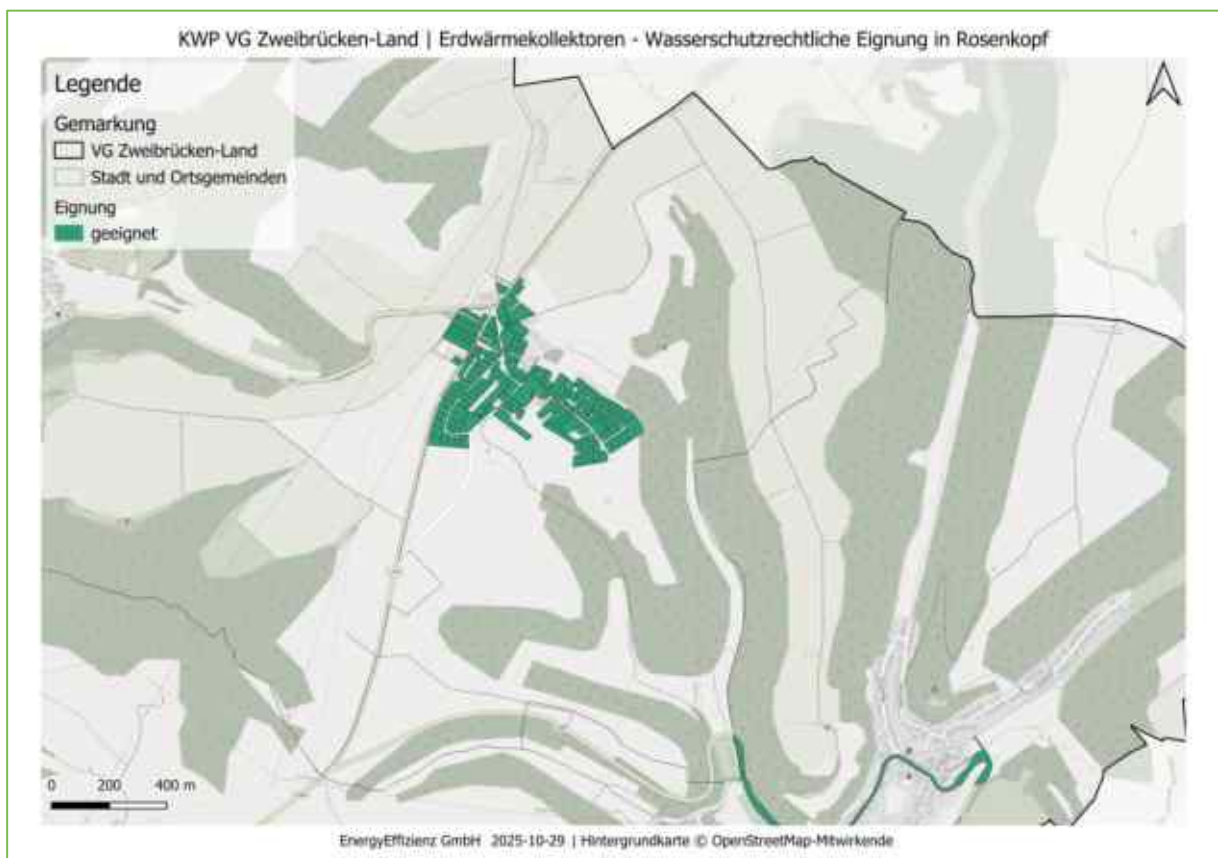 KWP VG Zweibrücken-Land | Erdwärmekollektoren - Wasserschutzrechtliche Eignung in Rosenkopf
Legende
Gemarkung
VG Zweibrücken-Land
Stadt und Ortsgemeinden
Eignung
geeignet
0 200 400 m
EnergyEffizienz GmbH 2025-10-29 | Hintergrundkarte © OpenStreetMap-Mitwirkende